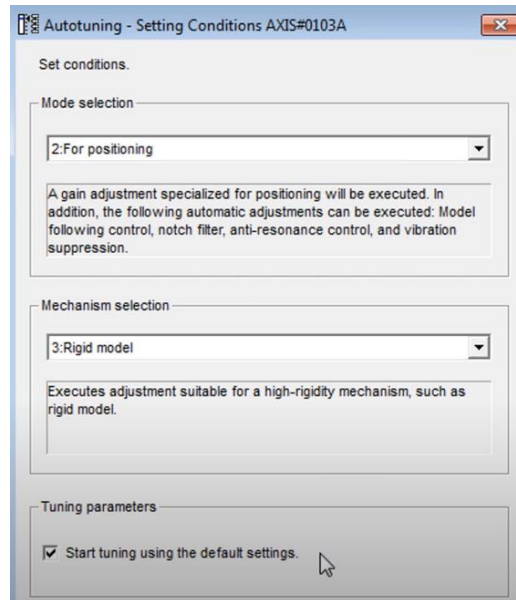 Autotuning - Setting Conditions AXIS#0103A
Set conditions.
Mode selection
2:For positioning
A gain adjustment specialized for positioning will be executed. In
addition, the following automatic adjustments can be executed: Model
following control, notch filter, anti-resonance control, and vibration
suppression.
Mechanism selection
3:Rigid model
Executes adjustment suitable for a high-rigidity mechanism, such as
rigid model.
Tuning parameters
Start tuning using the default settings.